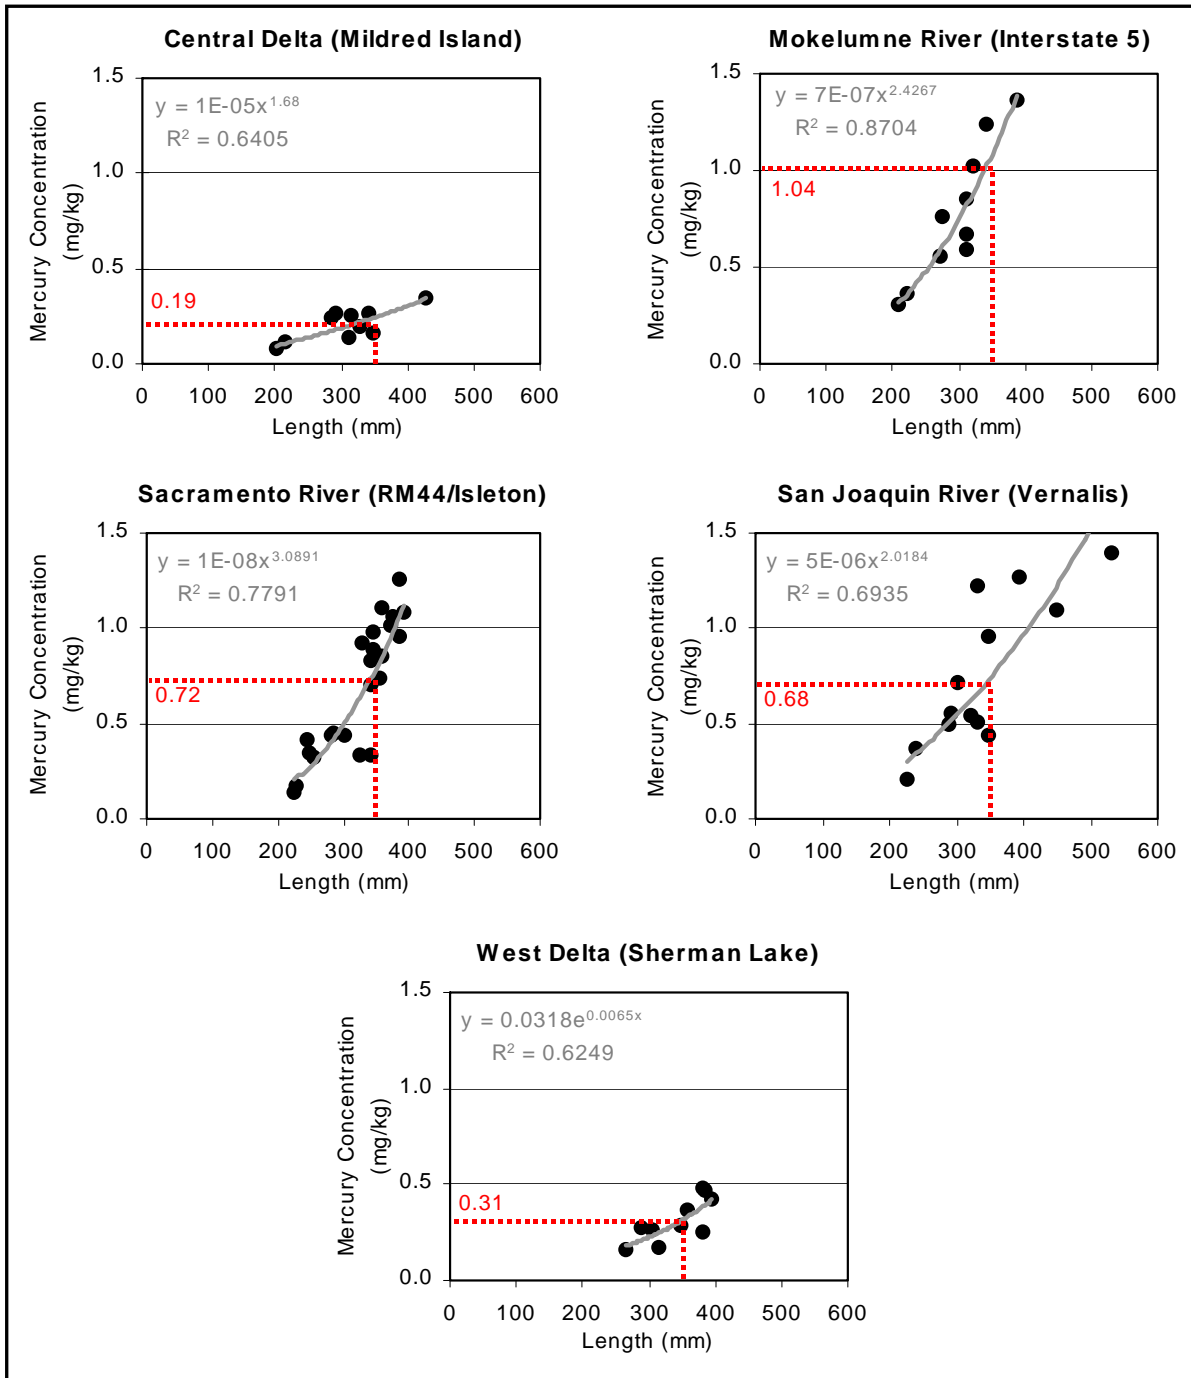 Central Delta (Mildred Island)
Mercury Concentration
(mg/kg)
1.5
1.0
0.5
0.0
y = 1E-05x^1.68
R² = 0.6405
0.19
0 100 200 300 400 500 600
Length (mm)
Mokelumne River (Interstate 5)
Mercury Concentration
(mg/kg)
1.5
1.0
0.5
0.0
y = 7E-07x^2.4267
R² = 0.8704
1.04
0 100 200 300 400 500 600
Length (mm)
Sacramento River (RM44/Isleton)
Mercury Concentration
(mg/kg)
1.5
1.0
0.5
0.0
y = 1E-08x^3.0891
R² = 0.7791
0.72
0 100 200 300 400 500 600
Length (mm)
San Joaquin River (Vernalis)
Mercury Concentration
(mg/kg)
1.5
1.0
0.5
0.0
y = 5E-06x^2.0184
R² = 0.6935
0.68
0 100 200 300 400 500 600
Length (mm)
West Delta (Sherman Lake)
Mercury Concentration
(mg/kg)
1.5
1.0
0.5
0.0
y = 0.0318e^0.0065x
R² = 0.6249
0.31
0 100 200 300 400 500 600
Length (mm)